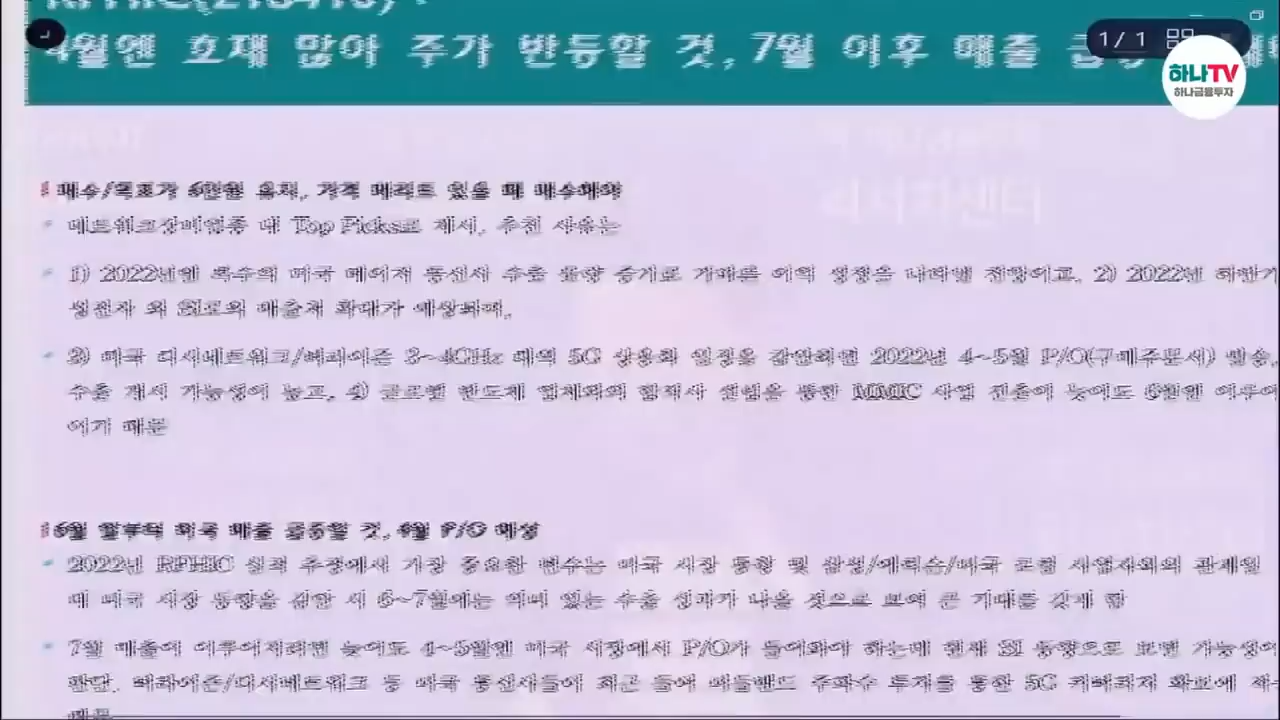 RFHIC(218410) :
4월엔 호재 많아 주가 반등할 것, 7월 이후 매출
1 / 1
하나TV
하나금융투자
리서치센터
매수/목표가 6만원 유지, 가격 메리트 있을 때 매수해야
네트워크장비업종 내 Top Picks로 제시, 추천 사유는
1) 2022년엔 복수의 미국 메이저 통신사 수출 물량 증가로 가파른 이익 성장을 나타낼 전망이고, 2) 2022년 하반기
성전자 외 SI로의 매출처 확대가 예상되며,
3) 미국 디시네트워크/버라이즌 3~4GHz 대역 5G 상용화 일정을 감안하면 2022년 4~5월 P/O(구매주문서) 발송,
수출 개시 가능성이 높고, 4) 글로벌 반도체 업체와의 합작사 설립을 통한 MMIC 사업 진출이 늦어도 6월엔 이루어
이기 때문
6월 말부터 미국 매출 급증할 것, 4월 P/O 예상
2022년 RFHIC 실적 추정에서 가장 중요한 변수는 미국 시장 동향 및 삼성/에릭슨/미국 로컬 사업자와의 관계일
데 미국 시장 동향을 감안 시 6~7월에는 의미 있는 수출 성과가 나올 것으로 보여 큰 기대를 갖게 함
7월 매출이 이루어지려면 늦어도 4~5월엔 미국 시장에서 P/O가 들어와야 하는데 현재 SI 동향으로 보면 가능성이
판단. 버라이즌/디시네트워크 등 미국 통신사들이 최근 들어 미들밴드 주파수 투자를 통한 5G 커버리지 확보에 적
때문